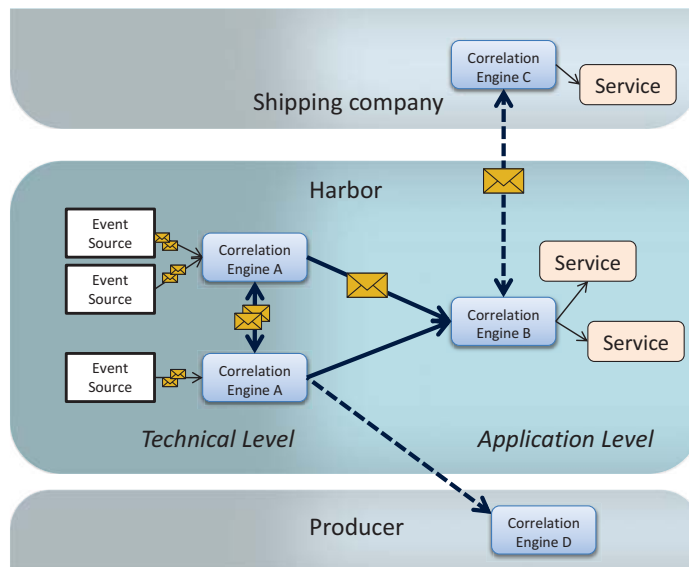 Correlation
Engine C
Service
Shipping company
Harbor
Event
Source
Correlation
Engine A
Event
Source
Service
Correlation
Engine B
Service
Event
Source
Correlation
Engine A
Technical Level
Application Level
Producer
Correlation
Engine D